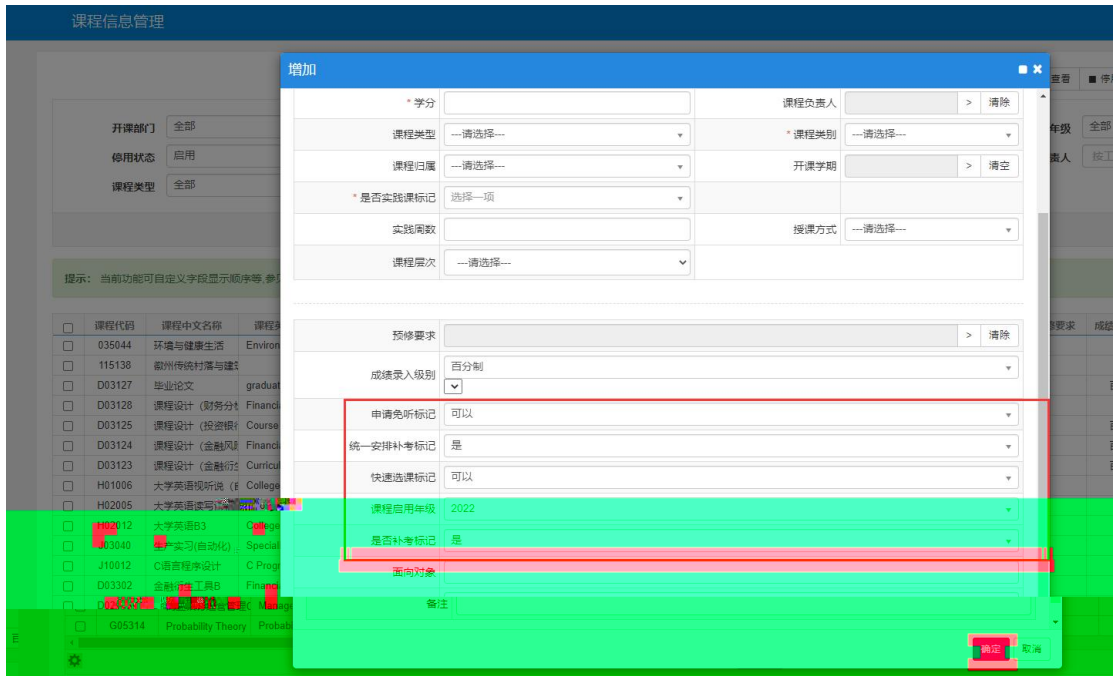 课程信息管理
增加
查看 停
* 学分 课程负责人 > 清除
开课部门 全部 年级 全部
课程类型 ---请选择--- * 课程类别 ---请选择---
停用状态 启用 责人 按工
课程归属 ---请选择--- 开课学期 > 清空
课程类型 全部
* 是否实践课标记 选择一项
实践周数 授课方式 ---请选择---
课程层次 ---请选择---
提示: 当前功能可自定义字段显示顺序等,参
课程代码 课程中文名称 课程 修要求 成绩
预修要求 > 清除
035044 环境与健康生活 Environ
115138 徽州传统村落与建
成绩录入级别 百分制
D03127 毕业论文 graduat
D03128 课程设计(财务分 Financi
申请免听标记 可以
D03125 课程设计(投资银 Course
D03124 课程设计(金融风 Financi
统一安排补考标记 是
D03123 课程设计(金融衍 Curricul
快速选课标记 可以
H01006 大学英语视听说( College
H02005 大学英语读写
课程启用年级 2022
H02012 大学英语B3 College
是否补考标记 是
J03040 生产实习(自动化) Special
J10012 C语言程序设计 C Progr
面向对象
D03302 金融衍生工具B Financi
Manage
备注
G05314 Probability Theory Probabi
确定 取消